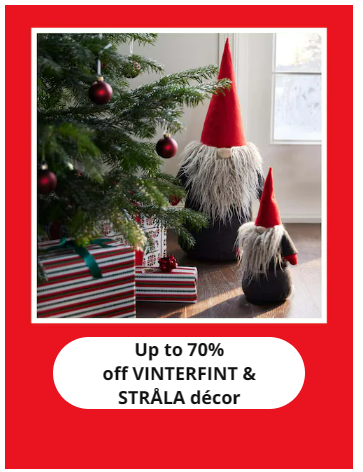 Up to 70%
off VINTERFINT &
STRÅLA décor